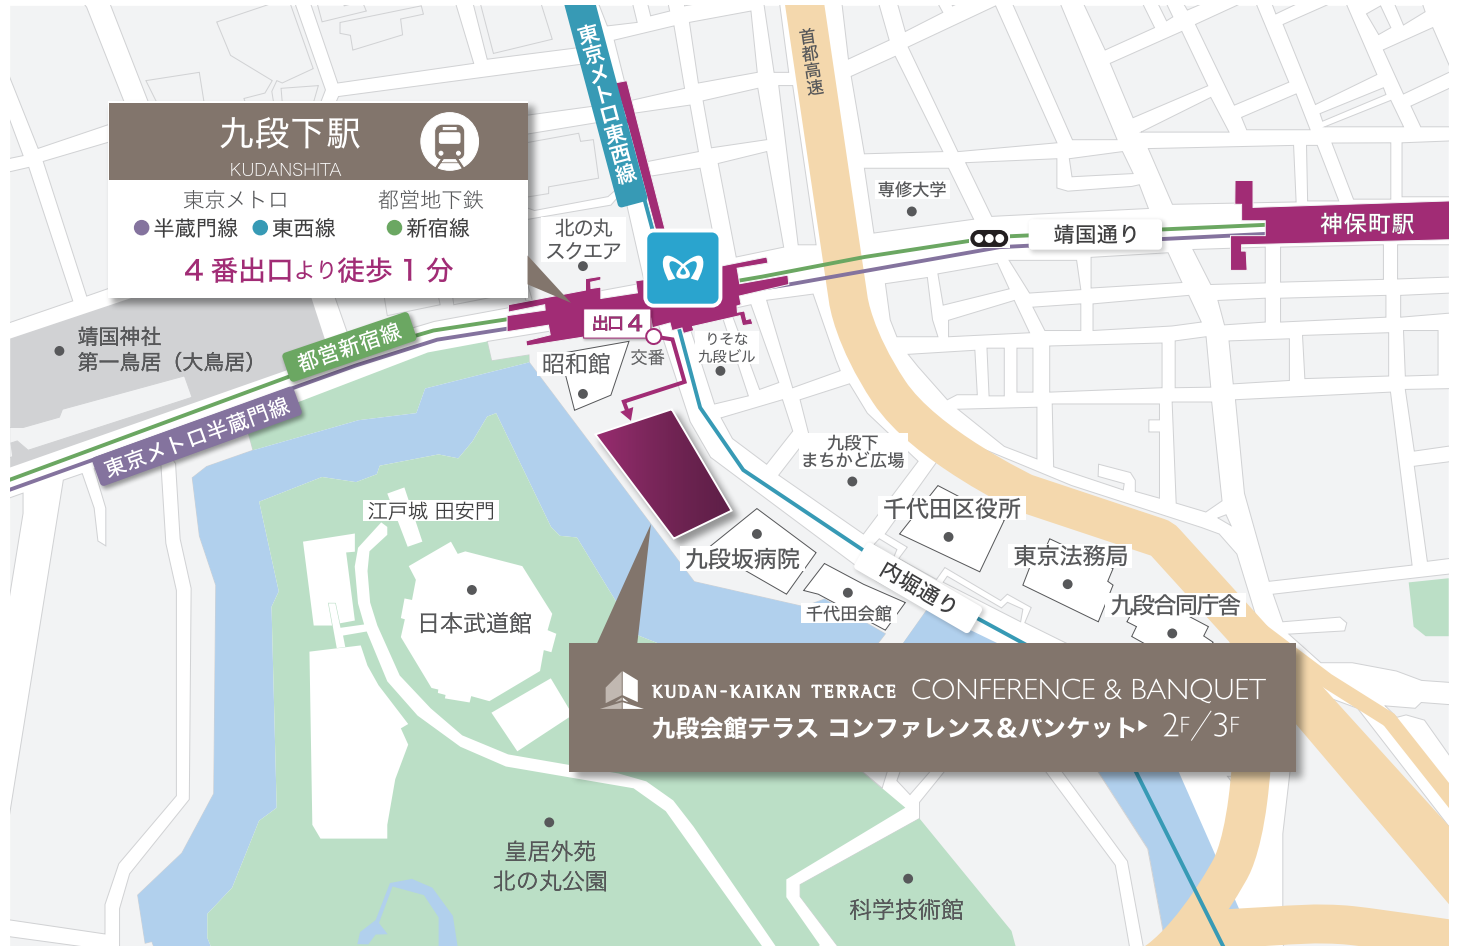 東京メトロ東西線
首都高速
九段下駅
KUDANSHITA
東京メトロ
都営地下鉄
半蔵門線
東西線
新宿線
4番出口より徒歩1分
専修大学
神保町駅
靖国通り
北の丸
スクエア
出口4
交番
りそな
九段ビル
昭和館
靖国神社
第一鳥居（大鳥居）
都営新宿線
東京メトロ半蔵門線
九段下
まちかど広場
江戸城 田安門
千代田区役所
九段坂病院
東京法務局
内堀通り
九段合同庁舎
千代田会館
日本武道館
KUDAN-KAIKAN TERRACE CONFERENCE & BANQUET
九段会館テラス コンファレンス&バンケット▶ 2F/3F
皇居外苑
北の丸公園
科学技術館